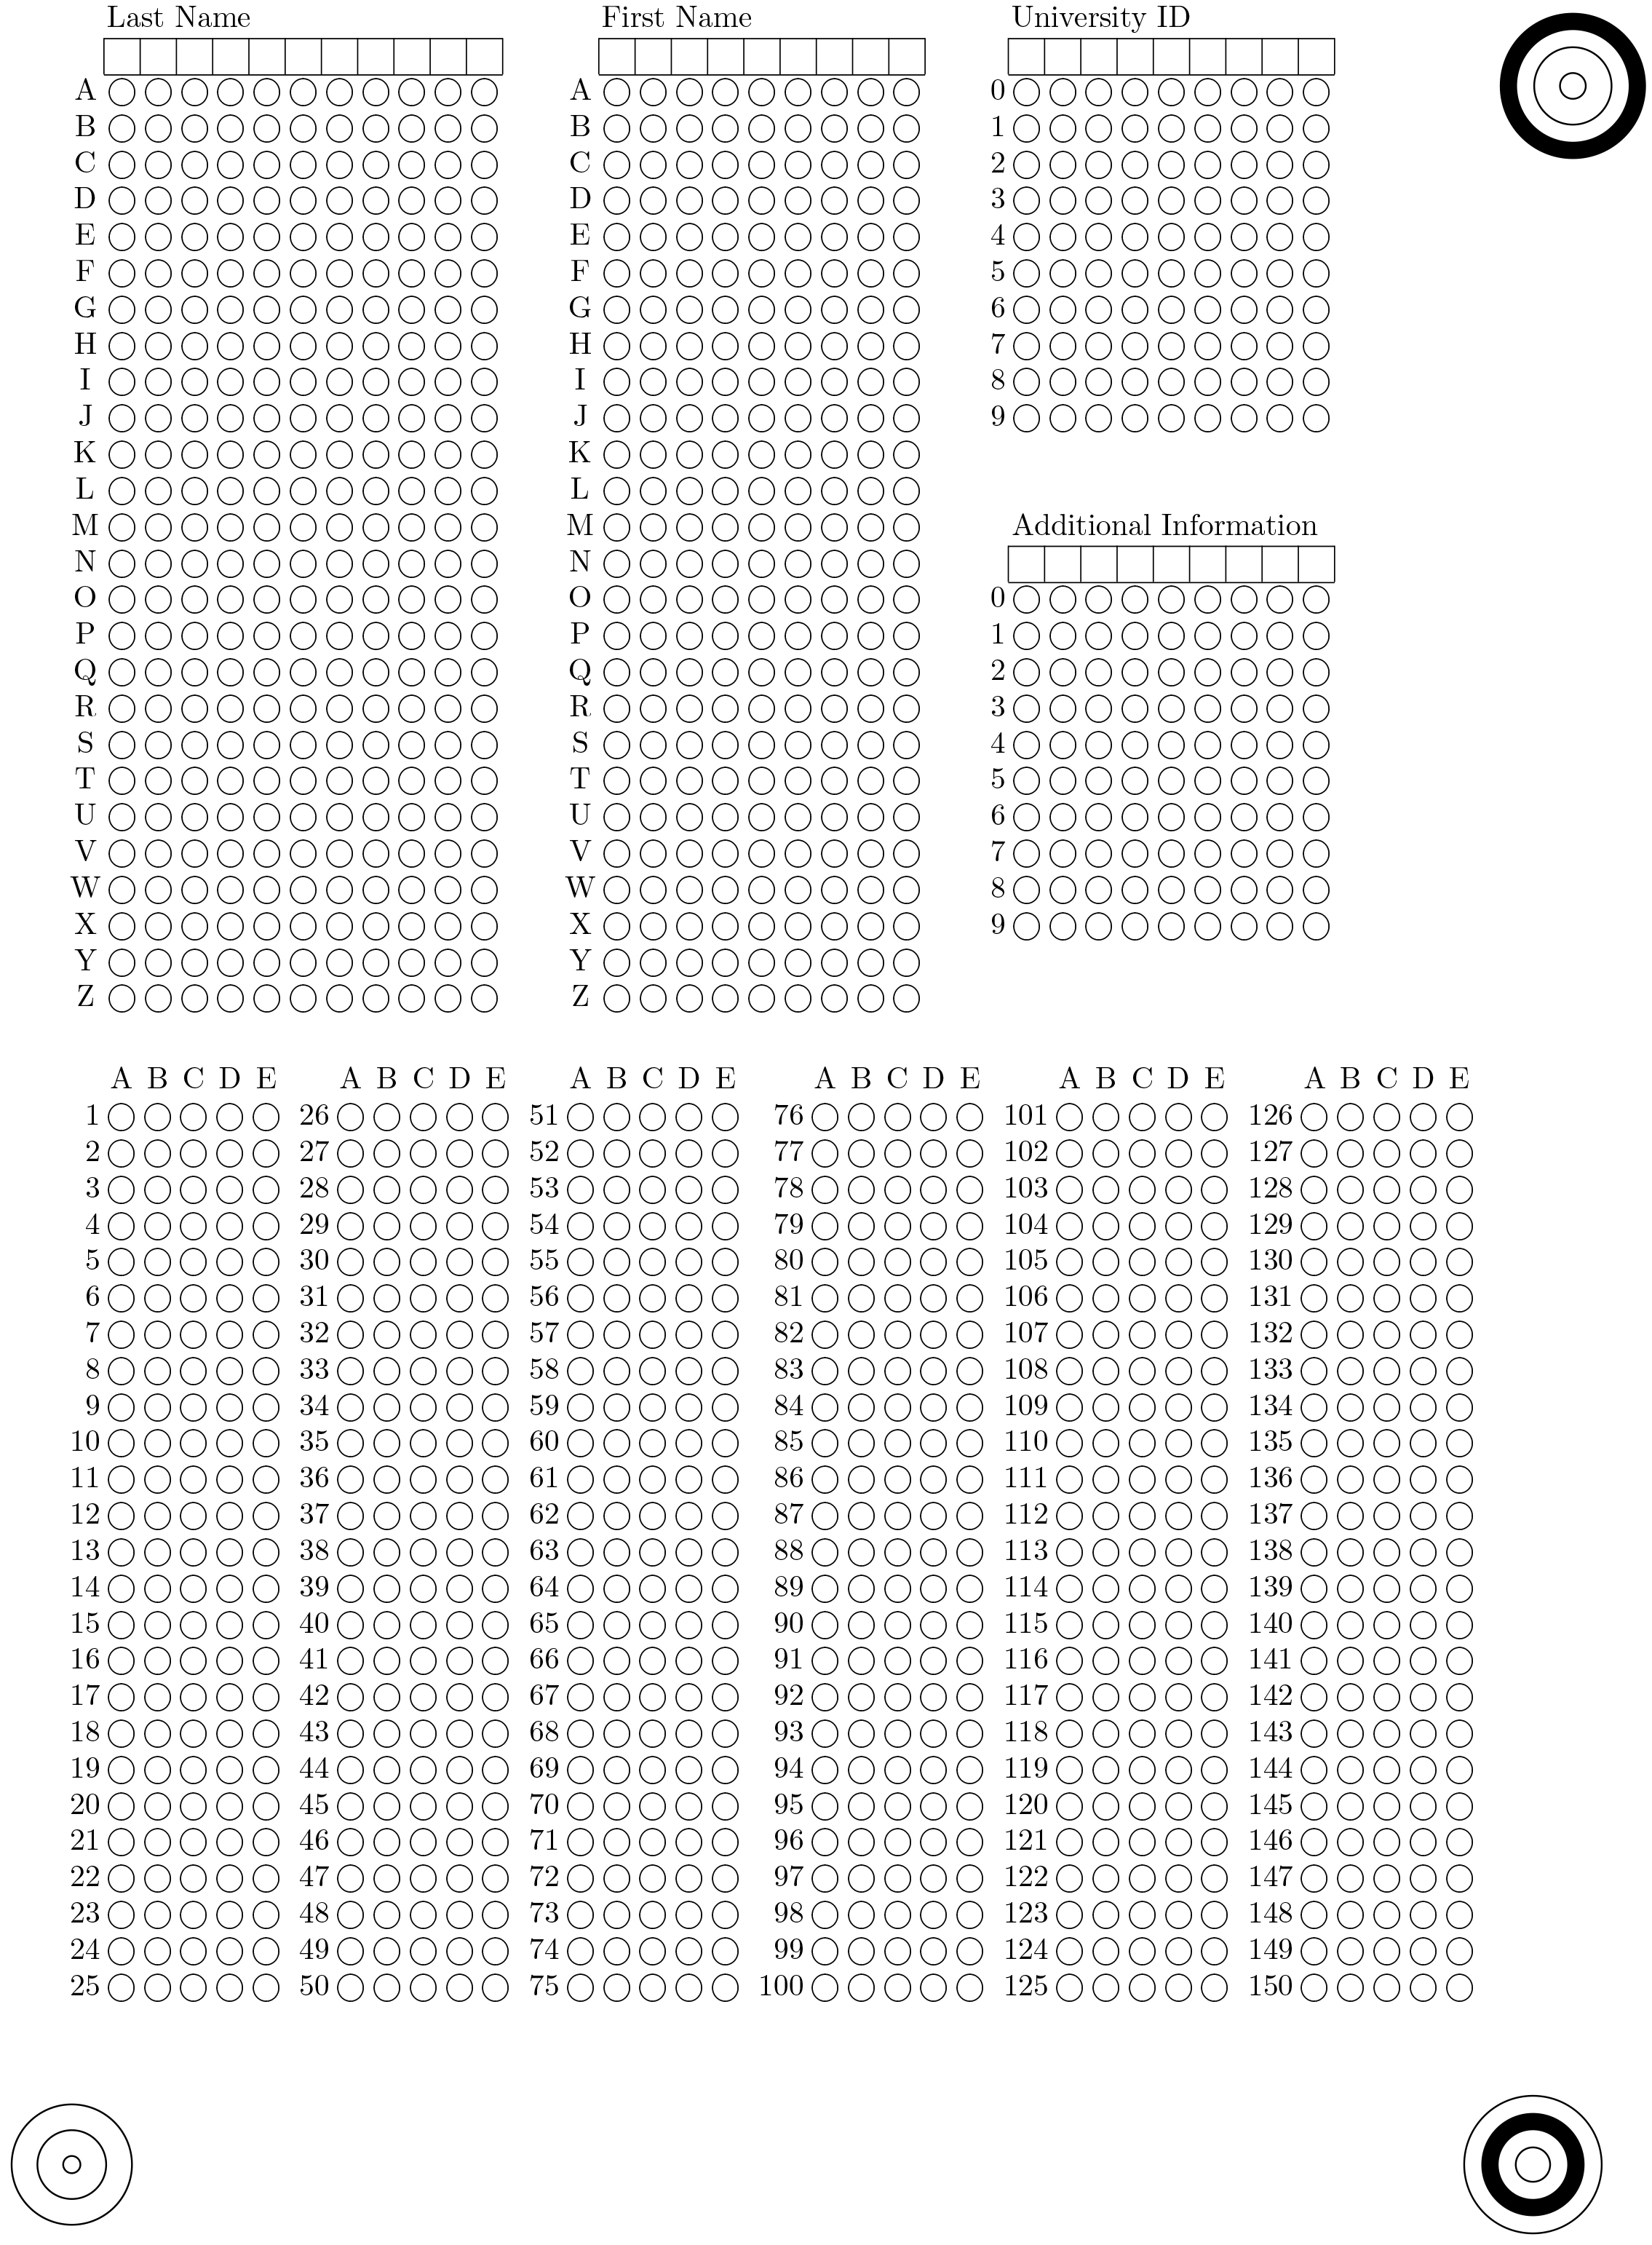 Last Name First Name University ID
A A 0
B B 1
C C 2
D D 3
E E 4
F F 5
G G 6
H H 7
I I 8
J J 9
K K
L L
M M Additional Information
N N
O O 0
P P 1
Q Q 2
R R 3
S S 4
T T 5
U U 6
V V 7
W W 8
X X 9
Y Y
Z Z
A B C D E A B C D E A B C D E A B C D E A B C D E A B C D E
1 26 51 76 101 126
2 27 52 77 102 127
3 28 53 78 103 128
4 29 54 79 104 129
5 30 55 80 105 130
6 31 56 81 106 131
7 32 57 82 107 132
8 33 58 83 108 133
9 34 59 84 109 134
10 35 60 85 110 135
11 36 61 86 111 136
12 37 62 87 112 137
13 38 63 88 113 138
14 39 64 89 114 139
15 40 65 90 115 140
16 41 66 91 116 141
17 42 67 92 117 142
18 43 68 93 118 143
19 44 69 94 119 144
20 45 70 95 120 145
21 46 71 96 121 146
22 47 72 97 122 147
23 48 73 98 123 148
24 49 74 99 124 149
25 50 75 100 125 150